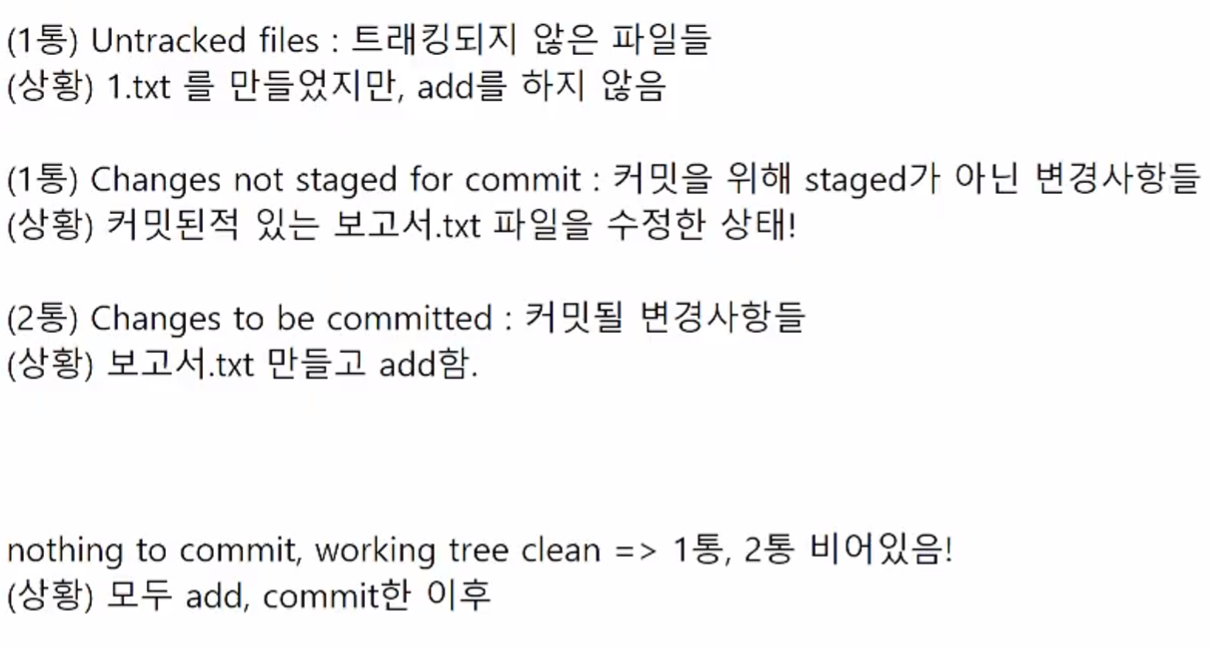 (1통) Untracked files : 트래킹되지 않은 파일들
(상황) 1.txt 를 만들었지만, add를 하지 않음
(1통) Changes not staged for commit : 커밋을 위해 staged가 아닌 변경사항들
(상황) 커밋된적 있는 보고서.txt 파일을 수정한 상태!
(2통) Changes to be committed : 커밋될 변경사항들
(상황) 보고서.txt 만들고 add함.
nothing to commit, working tree clean => 1통, 2통 비어있음!
(상황) 모두 add, commit한 이후